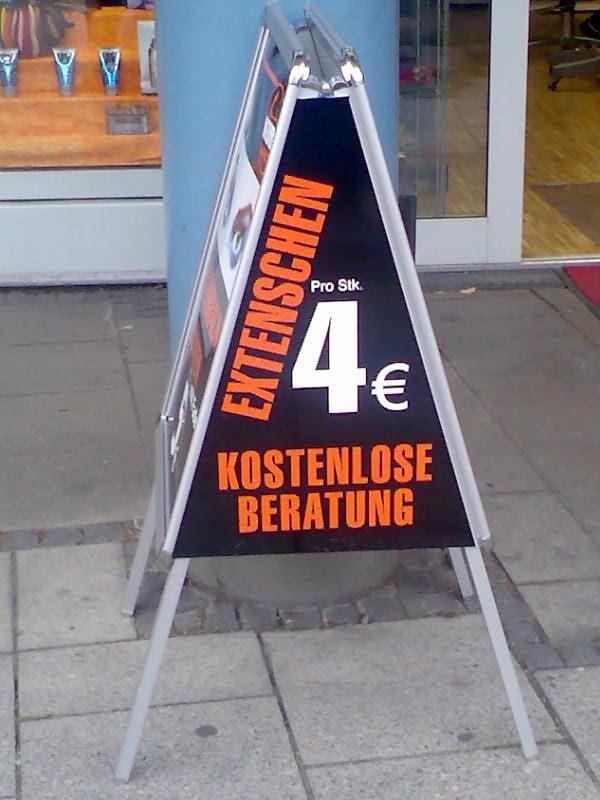 EXTENSCHEN
Pro Stk.
4 €
KOSTENLOSE
BERATUNG